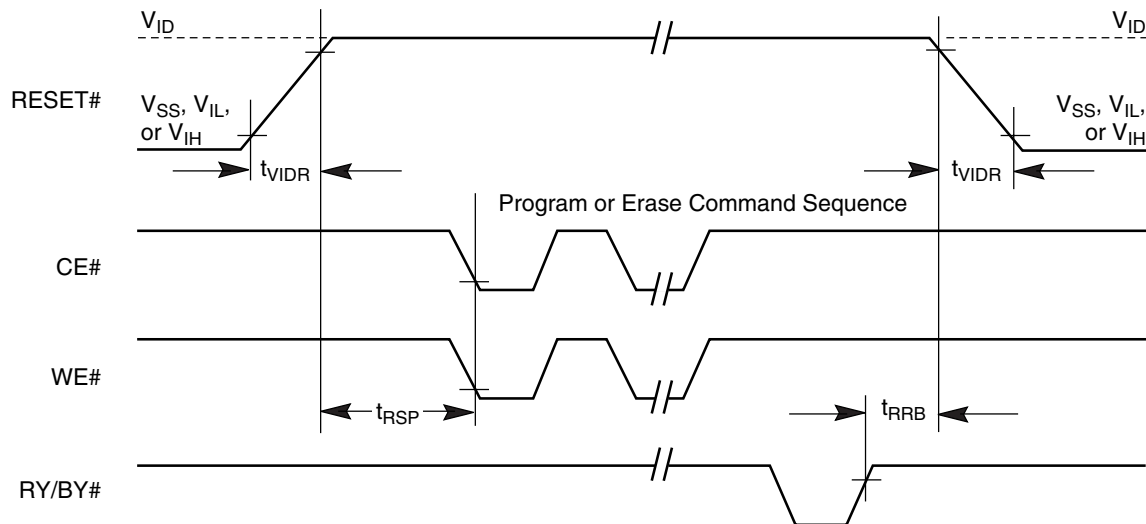 V_ID
V_ID
RESET#
V_SS, V_IL,
or V_IH
V_SS, V_IL,
or V_IH
t_VIDR
t_VIDR
Program or Erase Command Sequence
CE#
WE#
t_RSP
t_RRB
RY/BY#